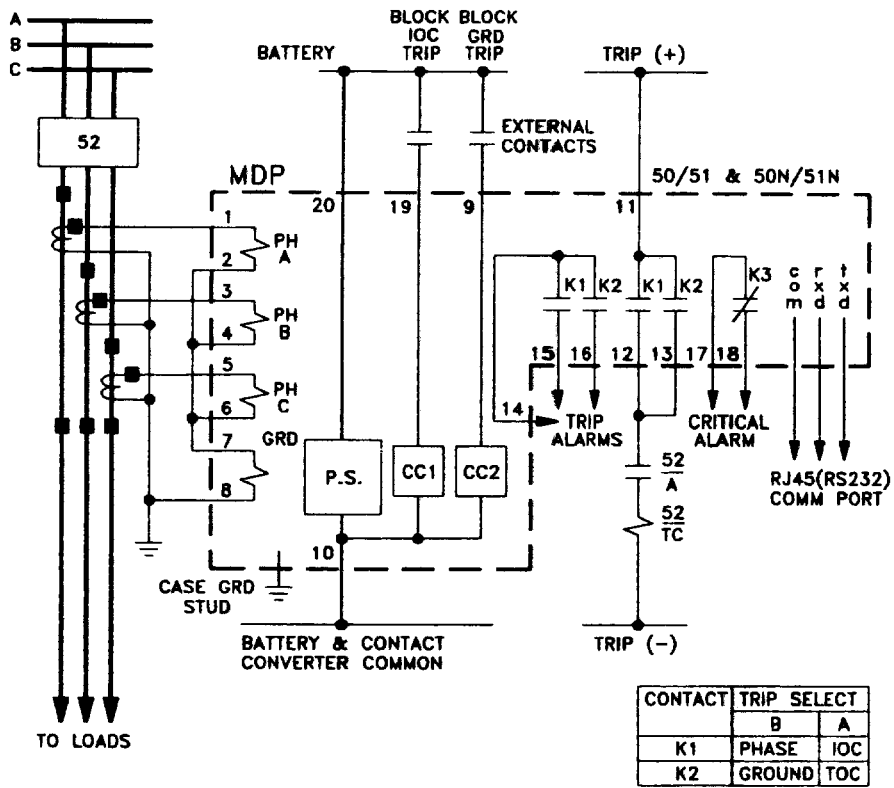 A
B
C
52
BATTERY
BLOCK
IOC
TRIP
BLOCK
GRD
TRIP
TRIP (+)
EXTERNAL
CONTACTS
MDP
50/51 & 50N/51N
20
19
9
11
1
2
PH
A
3
4
PH
B
5
6
PH
C
7
8
GRD
K1
K2
K1
K2
K3
com
rxd
txd
15
16
12
13
17
18
14
TRIP
ALARMS
CRITICAL
ALARM
P.S.
CC1
CC2
52
A
52
TC
RJ45(RS232)
COMM PORT
10
CASE GRD
STUD
BATTERY & CONTACT
CONVERTER COMMON
TRIP (-)
TO LOADS
CONTACT TRIP SELECT
B A
K1 PHASE IOC
K2 GROUND TOC